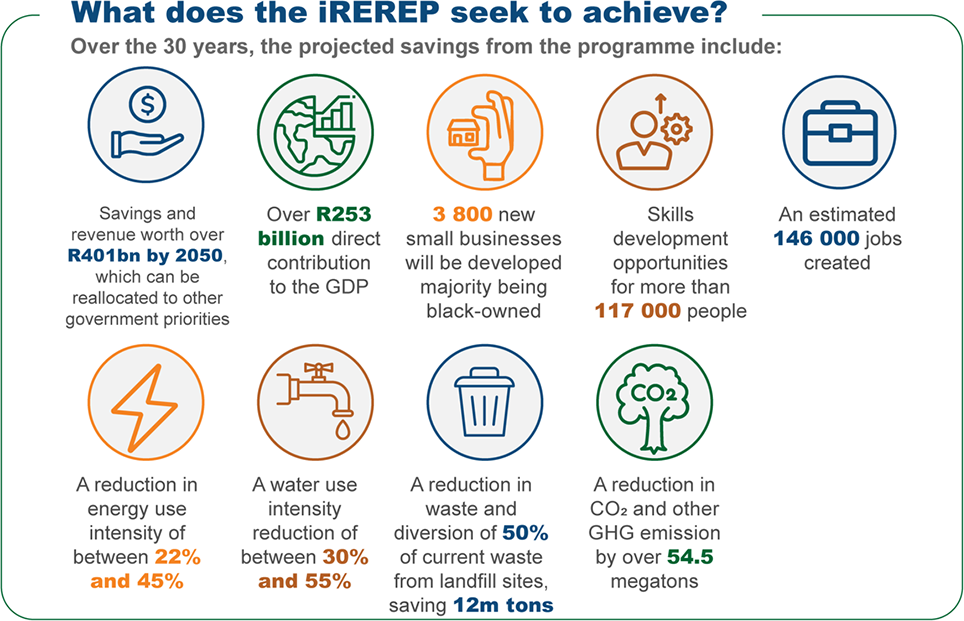 What does the iREREP seek to achieve?
Over the 30 years, the projected savings from the programme include:
$
Savings and
revenue worth over
R401bn by 2050,
which can be
reallocated to other
government priorities
Over R253
billion direct
contribution
to the GDP
3 800 new
small businesses
will be developed
majority being
black-owned
Skills
development
opportunities
for more than
117 000 people
An estimated
146 000 jobs
created
A reduction in
energy use
intensity of
between 22%
and 45%
A water use
intensity
reduction of
between 30%
and 55%
A reduction in
waste and
diversion of 50%
of current waste
from landfill sites,
saving 12m tons
CO2
A reduction in
CO₂ and other
GHG emission
by over 54.5
megatons